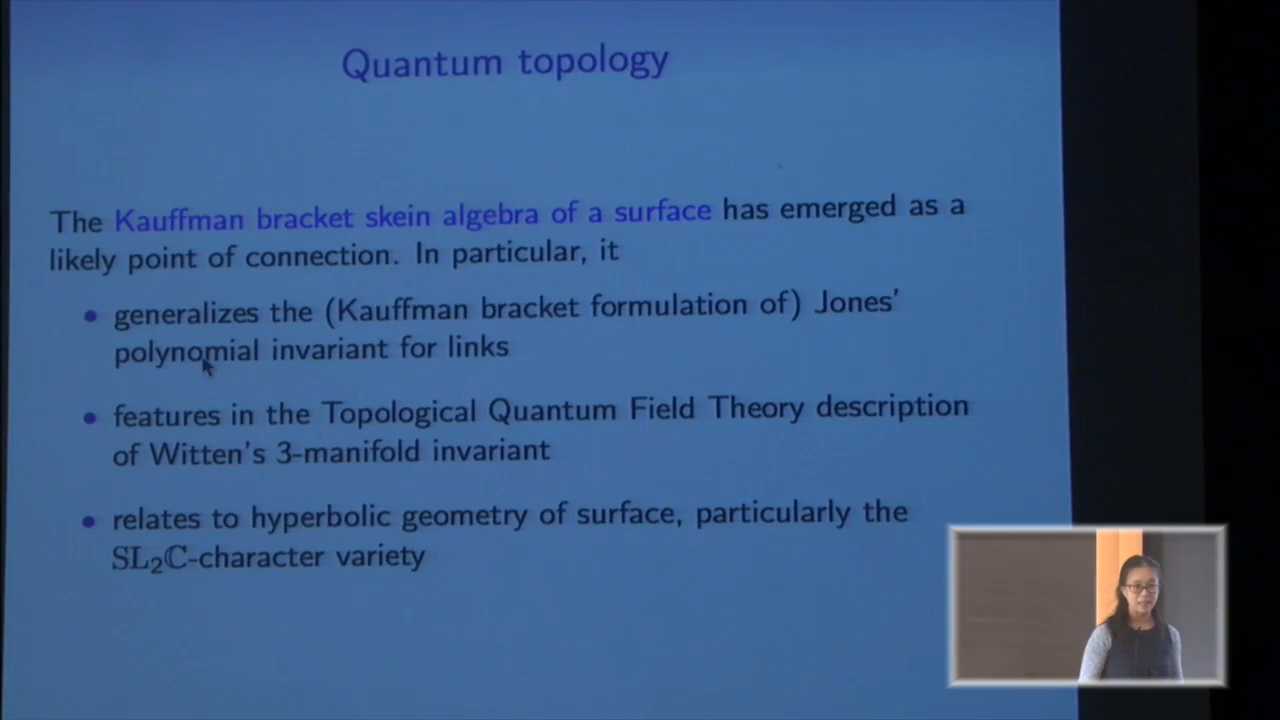 Quantum topology
The Kauffman bracket skein algebra of a surface has emerged as a
likely point of connection. In particular, it
• generalizes the (Kauffman bracket formulation of) Jones'
polynomial invariant for links
• features in the Topological Quantum Field Theory description
of Witten's 3-manifold invariant
• relates to hyperbolic geometry of surface, particularly the
SL₂ℂ-character variety